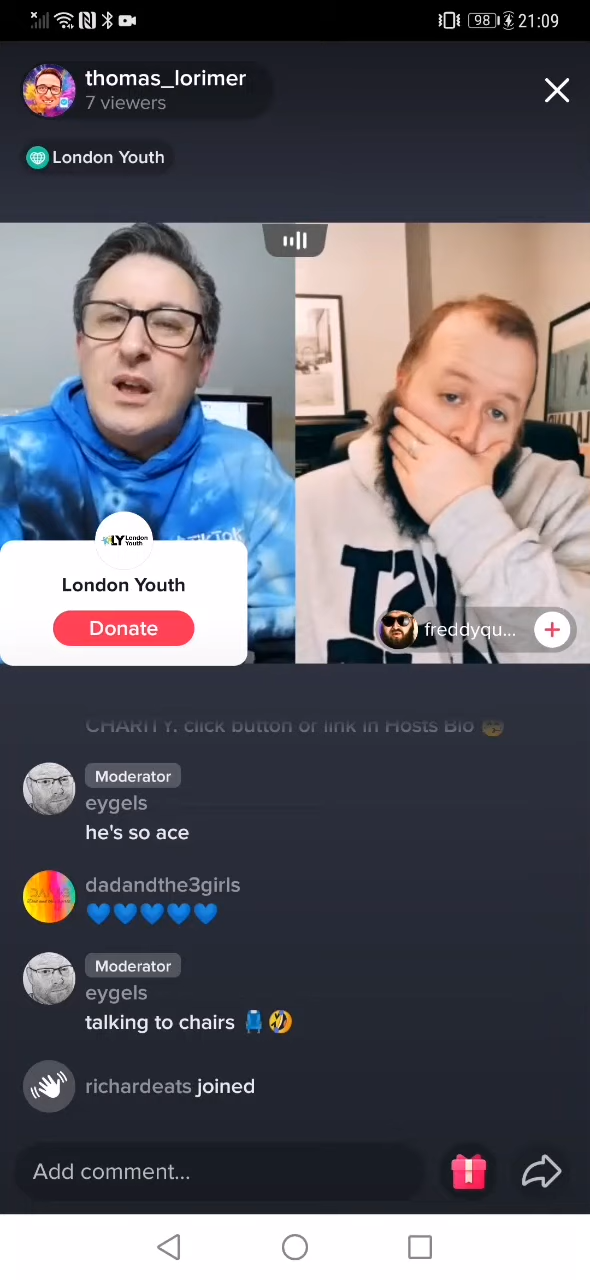 98
21:09
thomas_lorimer
7 viewers
London Youth
LY London
Youth
London Youth
Donate
freddyqu...
CHARITY. click button or link in Hosts Bio
Moderator
eygels
he's so ace
dadandthe3girls
Moderator
eygels
talking to chairs
richardeats joined
Add comment...